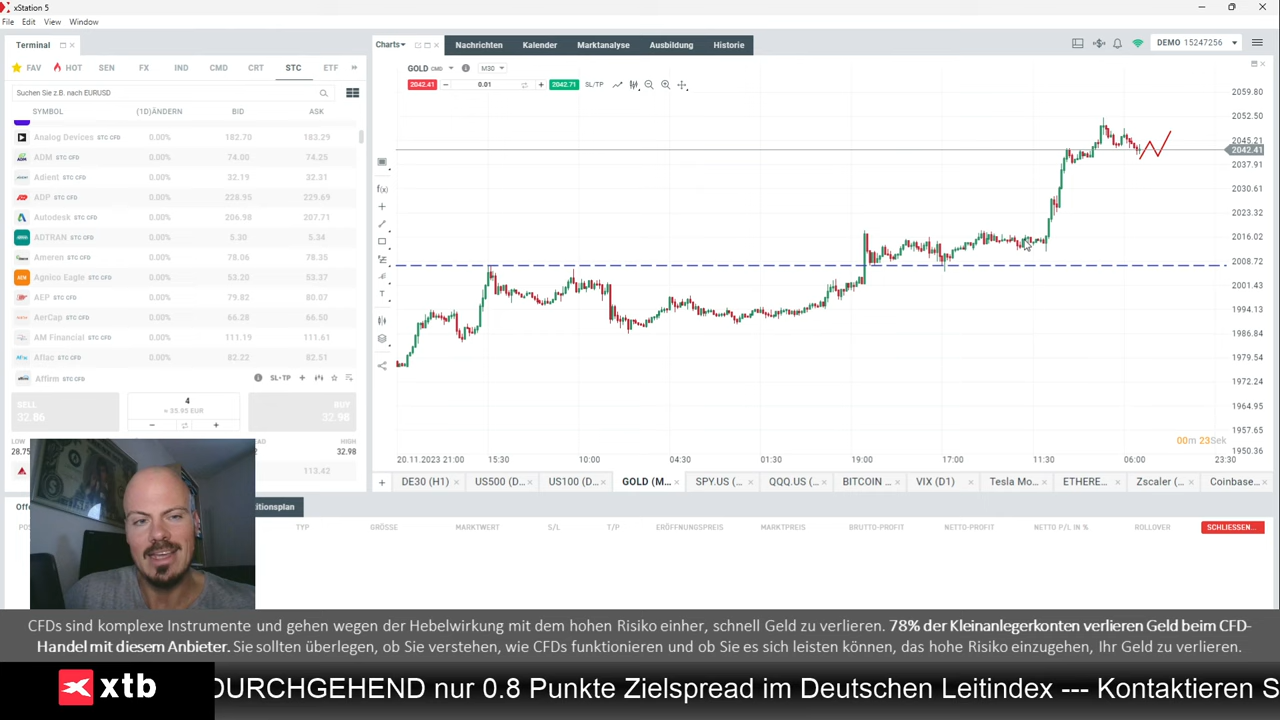 xStation 5
File Edit View Window
Terminal
FAV HOT SEN FX IND CMD CRT STC ETF »
Suchen Sie z.B. nach EURUSD
SYMBOL (1D)ÄNDERN BID ASK
Analog Devices STC CFD 0.00% 182.70 183.29
ADM STC CFD 0.00% 74.00 74.25
Adient STC CFD 0.00% 32.19 32.31
ADP STC CFD 0.00% 228.95 229.69
Autodesk STC CFD 0.00% 206.98 207.71
ADTRAN STC CFD 0.00% 5.30 5.34
Ameren STC CFD 0.00% 78.06 78.13
Agnico Eagle STC CFD 0.00% 53.20 53.37
AEP STC CFD 0.00% 79.82 80.07
AerCap STC CFD 0.00% 66.28 66.50
AM Financial STC CFD 0.00% 111.19 111.61
Aflac STC CFD 0.00% 82.22 82.51
Affirm STC CFD SL+TP
SELL 32.86
4
≈ 35.95 EUR
BUY 32.98
LOW 28.75
HIGH 32.98
113.42
Charts Nachrichten Kalender Marktanalyse Ausbildung Historie
DEMO 15247256
GOLD CMD M30
2042.41 0.01 2042.71 SL/TP
f(x)
T
2059.80
2052.50
2045.21
2042.41
2037.91
2030.61
2023.32
2016.02
2008.72
2001.43
1994.13
1986.84
1979.54
1972.24
1964.95
1957.65
1950.36
00m 23Sek
20.11.2023 21:00 15:30 10:00 04:30 01:30 19:00 17:00 11:30 06:00 23:30
DE30 (H1) US500 (D... US100 (D... GOLD (M... SPY.US (... QQQ.US (... BITCOIN ... VIX (D1) Tesla Mo... ETHERE... Zscaler (... Coinbase...
TYP GRÖSSE MARKTWERT S/L T/P ERÖFFNUNGSPREIS MARKTPREIS BRUTTO-PROFIT NETTO-PROFIT NETTO P/L IN % ROLLOVER SCHLIESSEN...
CFDs sind komplexe Instrumente und gehen wegen der Hebelwirkung mit dem hohen Risiko einher, schnell Geld zu verlieren. 78% der Kleinanlegerkonten verlieren Geld beim CFD-
Handel mit diesem Anbieter. Sie sollten überlegen, ob Sie verstehen, wie CFDs funktionieren und ob Sie es sich leisten können, das hohe Risiko einzugehen, Ihr Geld zu verlieren.
xtb
DURCHGEHEND nur 0.8 Punkte Zielspread im Deutschen Leitindex --- Kontaktieren S